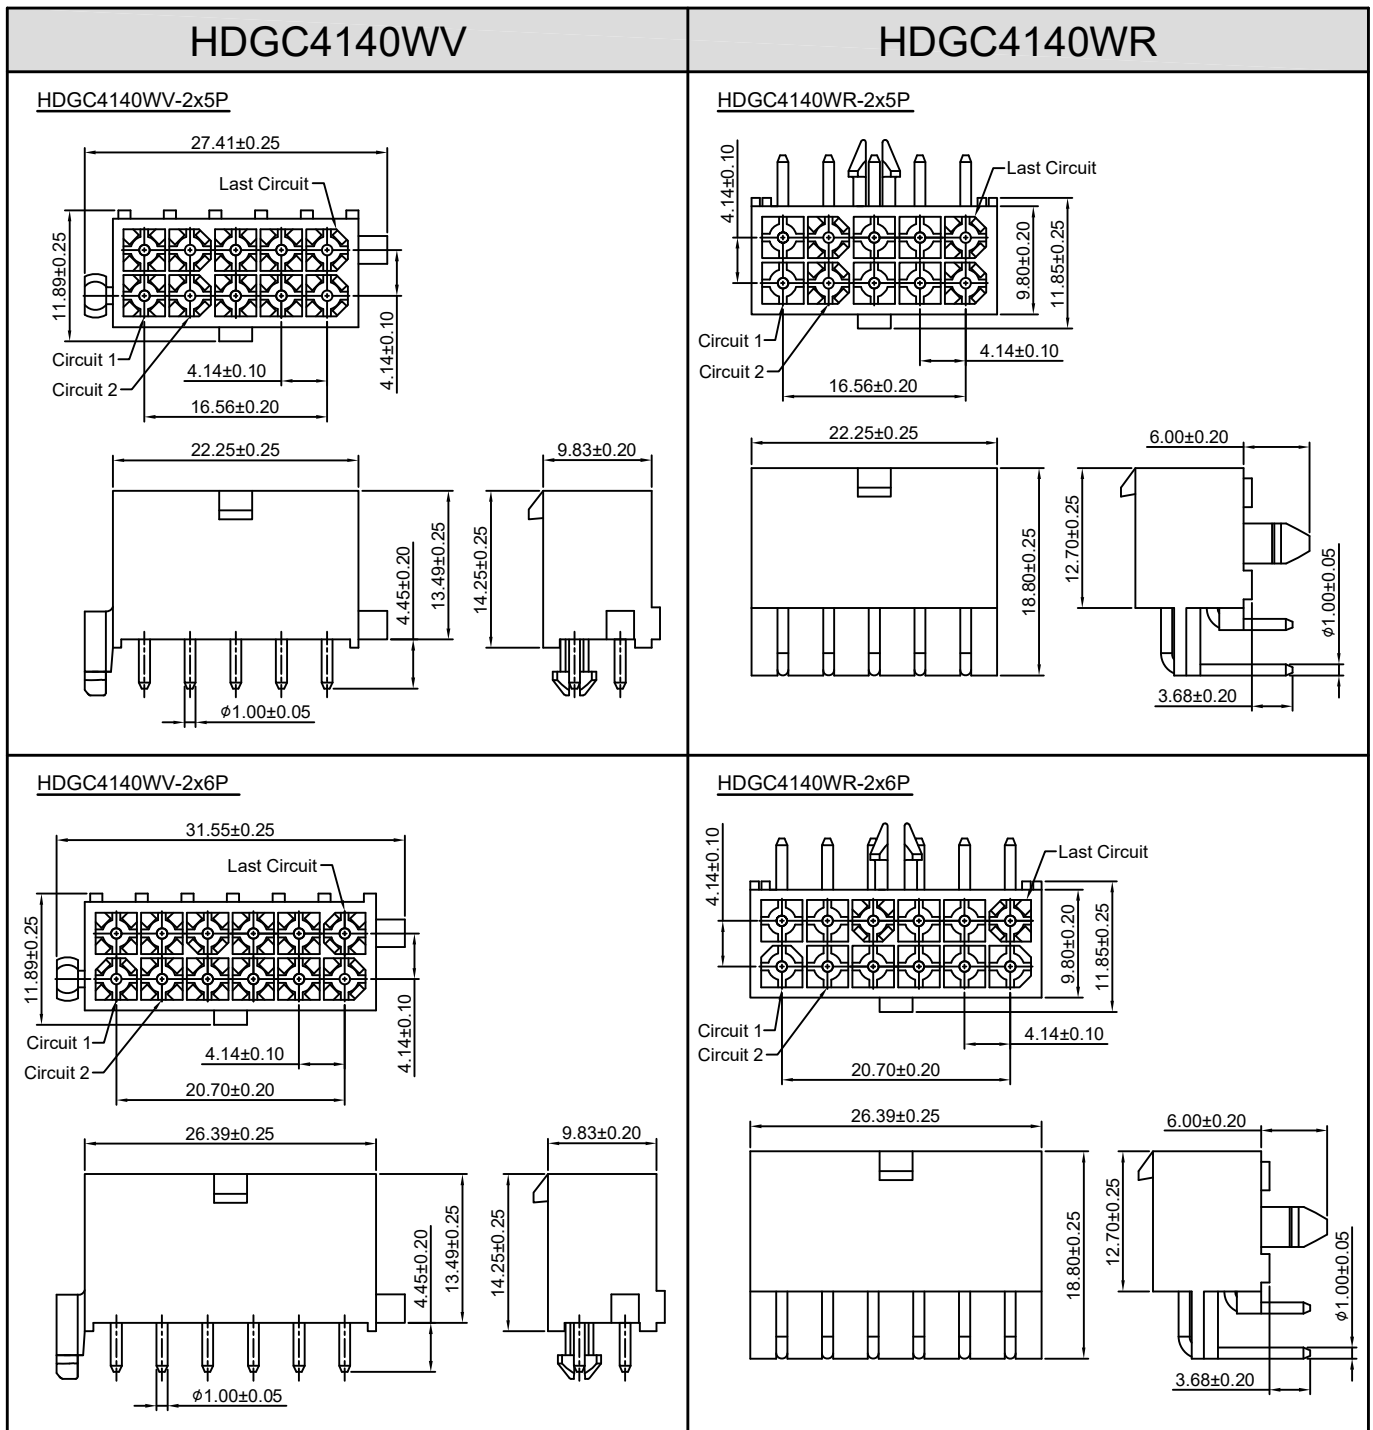 HDGC4140WV
HDGC4140WR
HDGC4140WV-2x5P
27.41±0.25
Last Circuit
11.89±0.25
Circuit 1
Circuit 2
4.14±0.10
4.14±0.10
16.56±0.20
22.25±0.25
9.83±0.20
4.45±0.20
13.49±0.25
14.25±0.25
ϕ1.00±0.05
HDGC4140WR-2x5P
4.14±0.10
Last Circuit
9.80±0.20
11.85±0.25
Circuit 1
Circuit 2
4.14±0.10
16.56±0.20
22.25±0.25
6.00±0.20
18.80±0.25
12.70±0.25
ϕ1.00±0.05
3.68±0.20
HDGC4140WV-2x6P
31.55±0.25
Last Circuit
11.89±0.25
Circuit 1
Circuit 2
4.14±0.10
4.14±0.10
20.70±0.20
26.39±0.25
9.83±0.20
4.45±0.20
13.49±0.25
14.25±0.25
ϕ1.00±0.05
HDGC4140WR-2x6P
4.14±0.10
Last Circuit
9.80±0.20
11.85±0.25
Circuit 1
Circuit 2
4.14±0.10
20.70±0.20
26.39±0.25
6.00±0.20
18.80±0.25
12.70±0.25
ϕ1.00±0.05
3.68±0.20